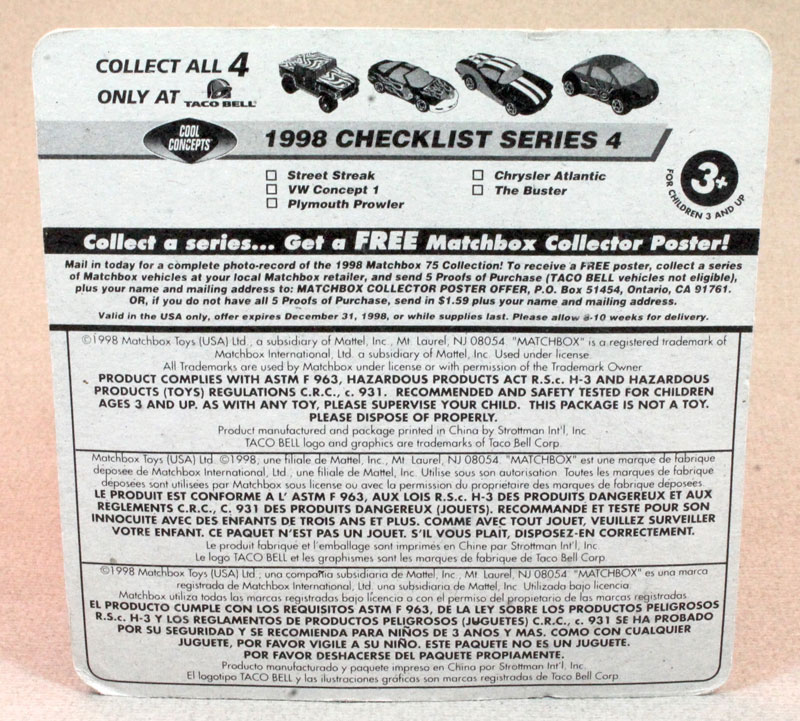 COLLECT ALL 4
ONLY AT TACO BELL
COOL CONCEPTS
1998 CHECKLIST SERIES 4
Street Streak
VW Concept 1
Plymouth Prowler
Chrysler Atlantic
The Buster
3+
FOR CHILDREN 3 AND UP
Collect a series... Get a FREE Matchbox Collector Poster!
Mail in today for a complete photo-record of the 1998 Matchbox 75 Collection! To receive a FREE poster, collect a series
of Matchbox vehicles at your local Matchbox retailer, and send 5 Proofs of Purchase (TACO BELL vehicles not eligible),
plus your name and mailing address to: MATCHBOX COLLECTOR POSTER OFFER, P.O. Box 51454, Ontario, CA 91761.
OR, if you do not have all 5 Proofs of Purchase, send in $1.59 plus your name and mailing address.
Valid in the USA only, offer expires December 31, 1998, or while supplies last. Please allow -10 weeks for delivery.
©1998 Matchbox Toys (USA) Ltd., a subsidiary of Mattel, Inc., Mt. Laurel, NJ 08054. "MATCHBOX" is a registered trademark of
Matchbox International, Ltd. a subsidiary of Mattel, Inc. Used under license.
All Trademarks are used by Matchbox under license or with permission of the Trademark Owner
PRODUCT COMPLIES WITH ASTM F 963, HAZARDOUS PRODUCTS ACT R.S.c. H-3 AND HAZARDOUS
PRODUCTS (TOYS) REGULATIONS C.R.C., c. 931. RECOMMENDED AND SAFETY TESTED FOR CHILDREN
AGES 3 AND UP. AS WITH ANY TOY, PLEASE SUPERVISE YOUR CHILD. THIS PACKAGE IS NOT A TOY.
PLEASE DISPOSE OF PROPERLY.
Product manufactured and package printed in China by Strottman Int'l, Inc.
TACO BELL logo and graphics are trademarks of Taco Bell Corp.
Matchbox Toys (USA) Ltd. ©1998, une filiale de Mattel, Inc., Mt. Laurel, NJ 08054. "MATCHBOX" est une marque de fabrique
deposee de Matchbox International, Ltd., une filiale de Mattel, Inc. Utilise sous son autorisation. Toutes les marques de fabrique
deposees sont utilisees par Matchbox sous license ou avec la permission du proprietaire des marques de fabrique deposees.
LE PRODUIT EST CONFORME A L' ASTM F 963, AUX LOIS R.S.c. H-3 DES PRODUITS DANGEREUX ET AUX
REGLEMENTS C.R.C., C. 931 DES PRODUITS DANGEREUX (JOUETS). RECOMMANDE ET TESTE POUR SON
INNOCUITE AVEC DES ENFANTS DE TROIS ANS ET PLUS. COMME AVEC TOUT JOUET, VEUILLEZ SURVEILLER
VOTRE ENFANT. CE PAQUET N'EST PAS UN JOUET. S'IL VOUS PLAIT, DISPOSEZ-EN CORRECTEMENT.
Le produit fabrique et l'emballage sont imprimes en Chine par Strottman Int'l, Inc.
Le logo TACO BELL et les graphismes sont les marques de fabrique de Taco Bell Corp.
©1998 Matchbox Toys (USA) Ltd., una compañia subsidiaria de Mattel, Inc., Mt. Laurel, NJ 08054. "MATCHBOX" es una marca
registrada de Matchbox International, Ltd. una subsidiaria de Mattel, Inc. Utilizada bajo licencia.
Matchbox utiliza todas las marcas registradas bajo licencia o con el permiso del propietario de las marcas registradas.
EL PRODUCTO CUMPLE CON LOS REQUISITOS ASTM F 963, DE LA LEY SOBRE LOS PRODUCTOS PELIGROSOS
R.S.c. H-3 Y LOS REGLAMENTOS DE PRODUCTOS PELIGROSOS (JUGUETES) C.R.C., c. 931 SE HA PROBADO
POR SU SEGURIDAD Y SE RECOMIENDA PARA NIÑOS DE 3 AÑOS Y MAS. COMO CON CUALQUIER
JUGUETE, POR FAVOR VIGILE A SU NIÑO. ESTE PAQUETE NO ES UN JUGUETE.
POR FAVOR DESHACERSE DEL PAQUETE PROPIAMENTE.
Producto manufacturado y paquete impreso en China por Strottman Int'l, Inc.
El logotipo TACO BELL y las ilustraciones gráficas son marcas registradas de Taco Bell Corp.